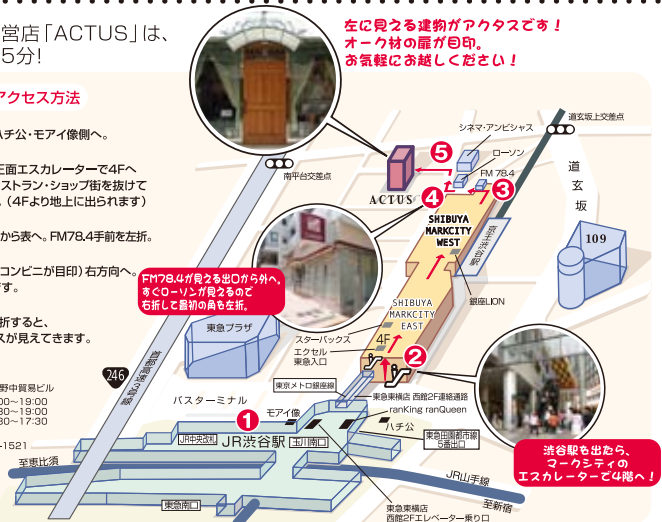 営店「ACTUS」は、
5分!
アクセス方法
ハチ公・モアイ像側へ。
正面エスカレーターで4Fへ
ストラン・ショップ街を抜けて
。(4Fより地上に出られます)
から表へ。FM78.4手前を左折。
コンビニが目印)右方向へ。
です。
折すると、
スが見えてきます。
野中貿易ビル
00〜19:00
30〜19:00
30〜17:30
-1521
左に見える建物がアクタスです!
オーク材の扉が目印。
お気軽にお越しください!
道玄坂上交差点
シネマ・アンビシャス
ローソン
FM 78.4
南平台交差点
道玄坂
5
ACTUS
4
3
SHIBUYA
MARKCITY
WEST
京王渋谷駅
109
FM78.4が見える出口から外へ。
すぐローソンが見えるので
右折して最初の角を左折。
銀座LION
SHIBUYA
MARKCITY
EAST
東急プラザ
スターバックス
エクセル
東急入口
4F
2
246
首都高速3号線
東京メトロ銀座線
東急東横店 西館2F連絡通路
ranKing ranQueen
バスターミナル
1
モアイ像
ハチ公
JR中央改札
JR渋谷駅
玉川南口
東急田園都市線
5番出口
渋谷駅を出たら、
マークシティの
エスカレーターで4階へ!
至恵比須
JR山手線
至新宿
東急南口
東急東横店
西館2Fエレベーター乗り口